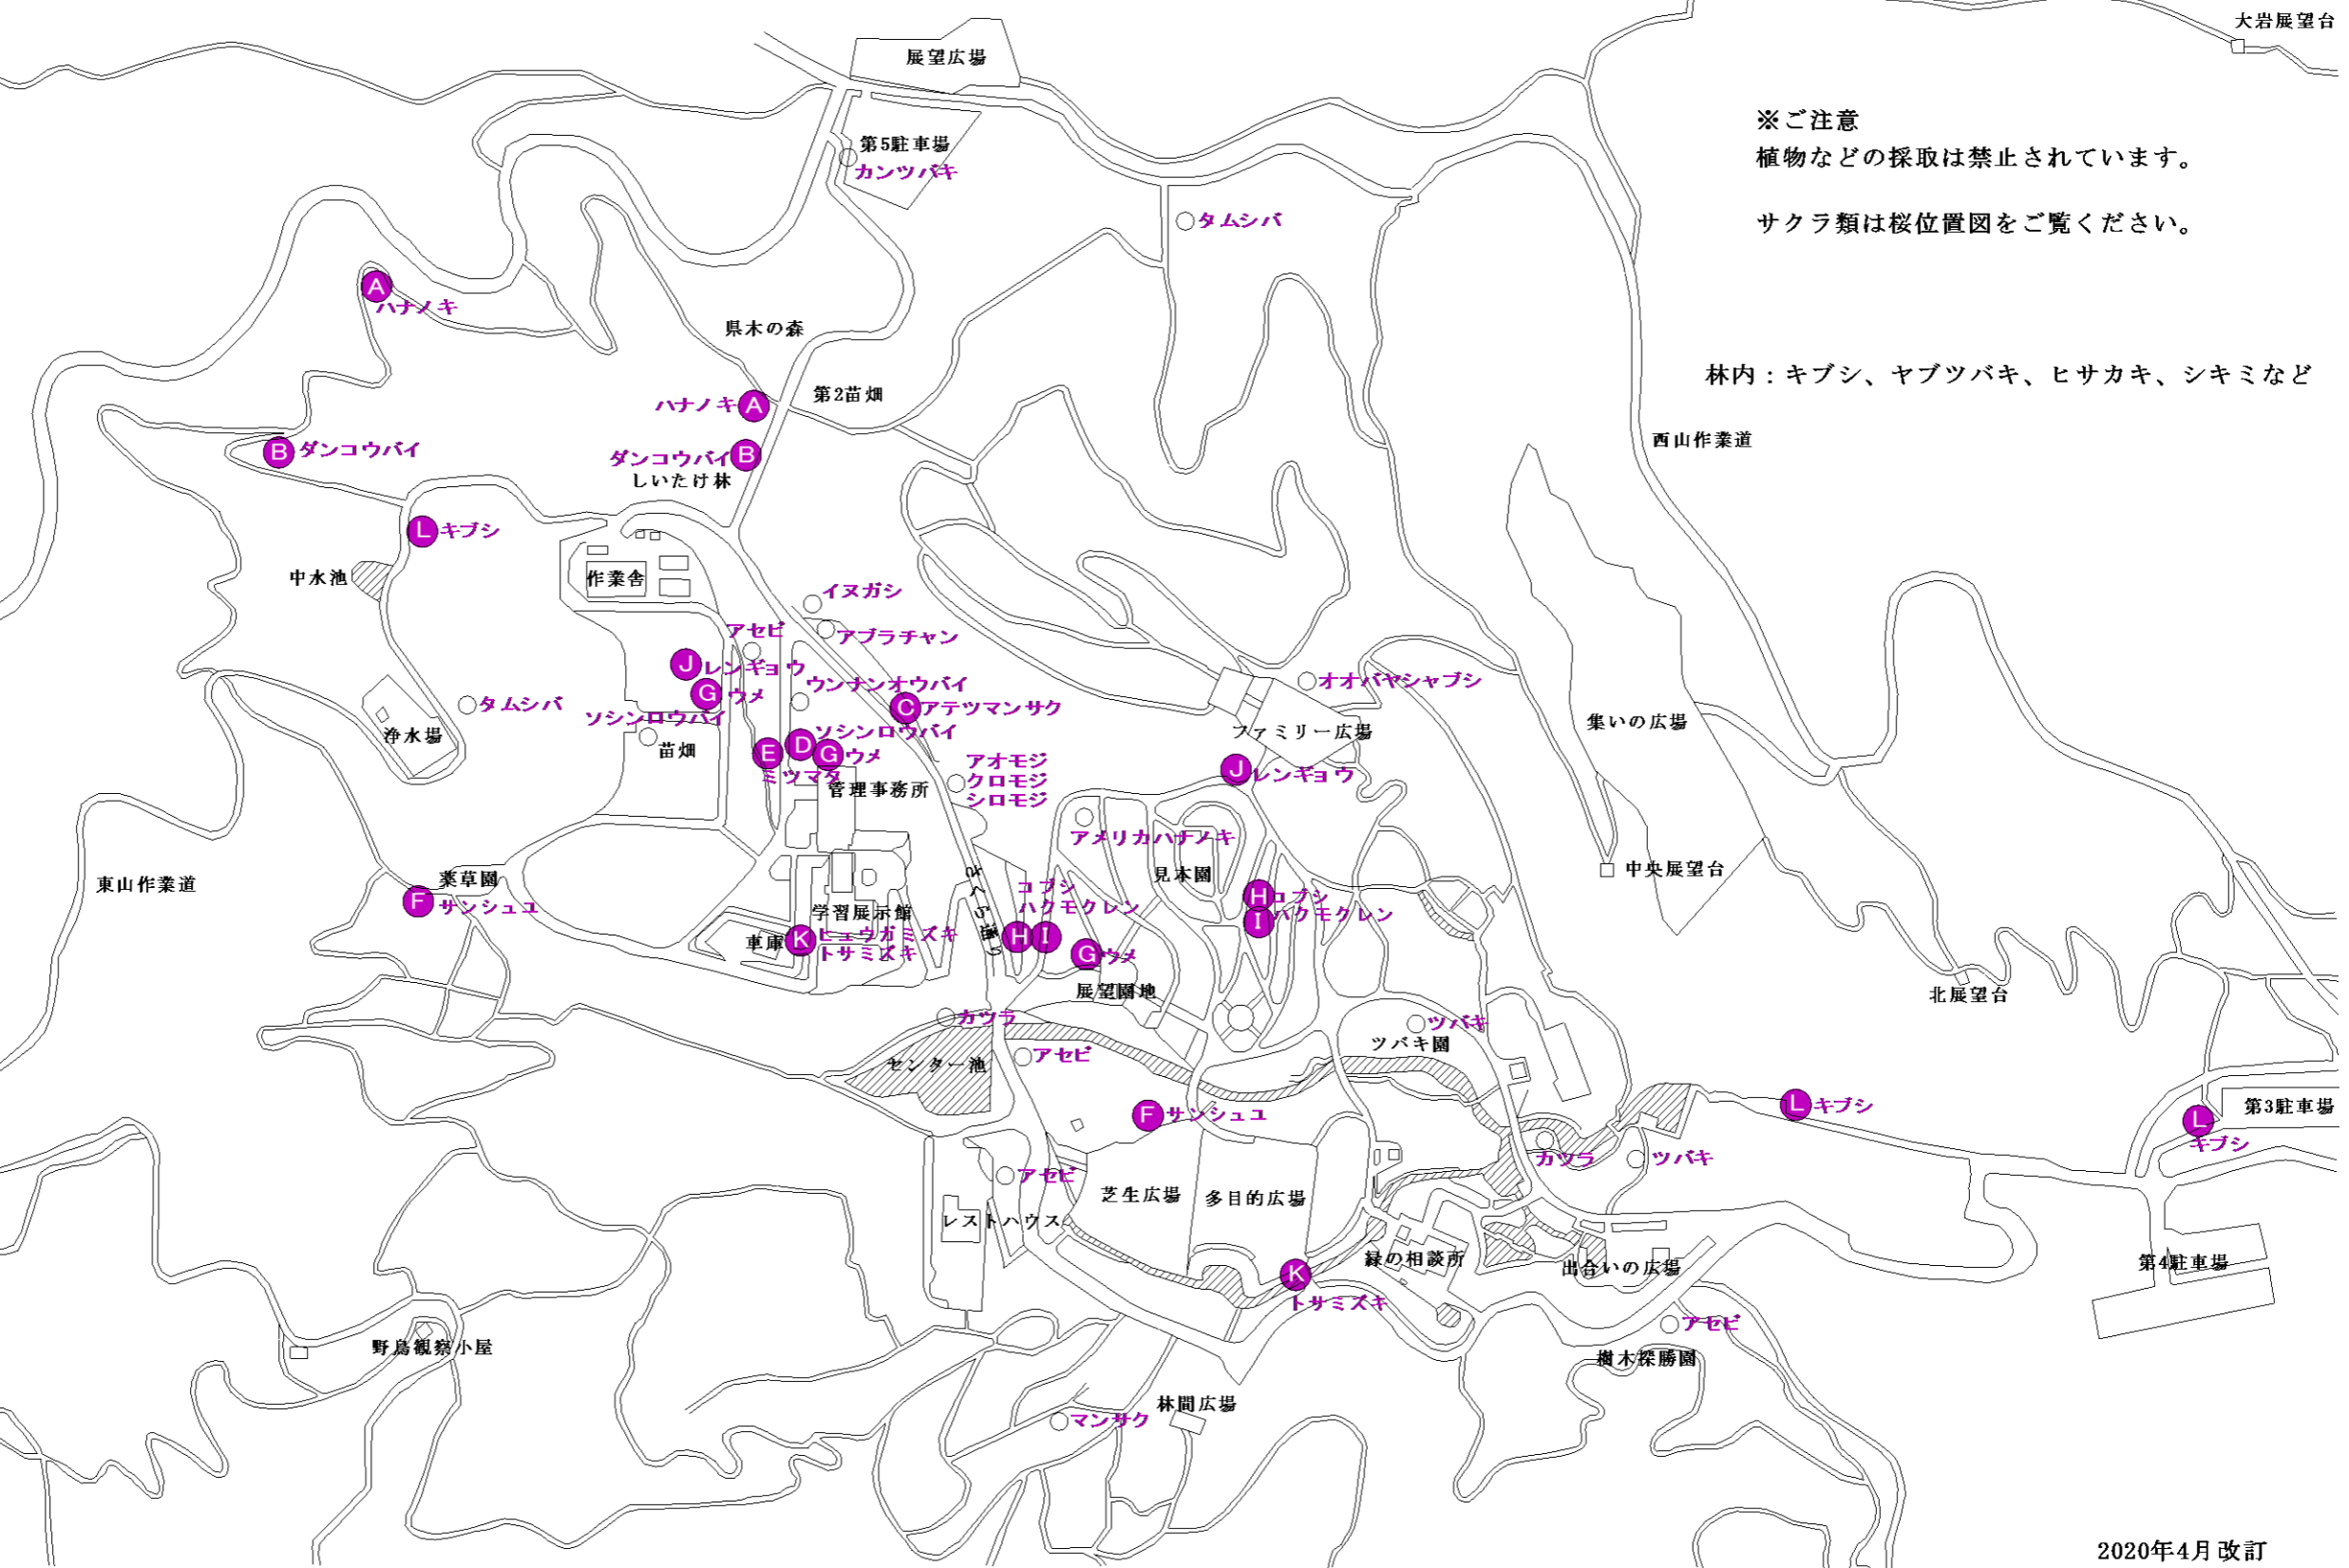 大岩展望台
展望広場
※ご注意
植物などの採取は禁止されています。
サクラ類は桜位置図をご覧ください。
第5駐車場
カンツバキ
タムシバ
A
ハナノキ
県木の森
林内：キブシ、ヤブツバキ、ヒサカキ、シキミなど
第2苗畑
ハナノキ
A
西山作業道
B
ダンコウバイ
ダンコウバイ
B
しいたけ林
L
キブシ
中水池
作業舎
イヌガシ
アセビ
アブラチャン
J
レンギョウ
G
ウメ
ウンナンオウバイ
オオバヤシャブシ
タムシバ
C
アテツマンサク
ソシンロウバイ
ソシンロウバイ
集いの広場
浄水場
苗畑
E
D
G
ウメ
ファミリー広場
ミツマタ
アオモジ
クロモジ
シロモジ
J
レンギョウ
管理事務所
アメリカハナノキ
東山作業道
薬草園
見本園
中央展望台
F
サンシュユ
さくら通り
コブシ
ハクモクレン
H
コブシ
I
ハクモクレン
学習展示館
車庫
K
ヒュウガミズキ
トサミズキ
H
I
G
ウメ
展望園地
北展望台
カツラ
ツバキ
ツバキ園
センター池
アセビ
F
サンシュユ
L
キブシ
L
キブシ
第3駐車場
カツラ
ツバキ
アセビ
芝生広場
多目的広場
レストハウス
緑の相談所
出合いの広場
第4駐車場
K
トサミズキ
アセビ
野鳥観察小屋
樹木探勝園
林間広場
マンサク
2020年4月改訂